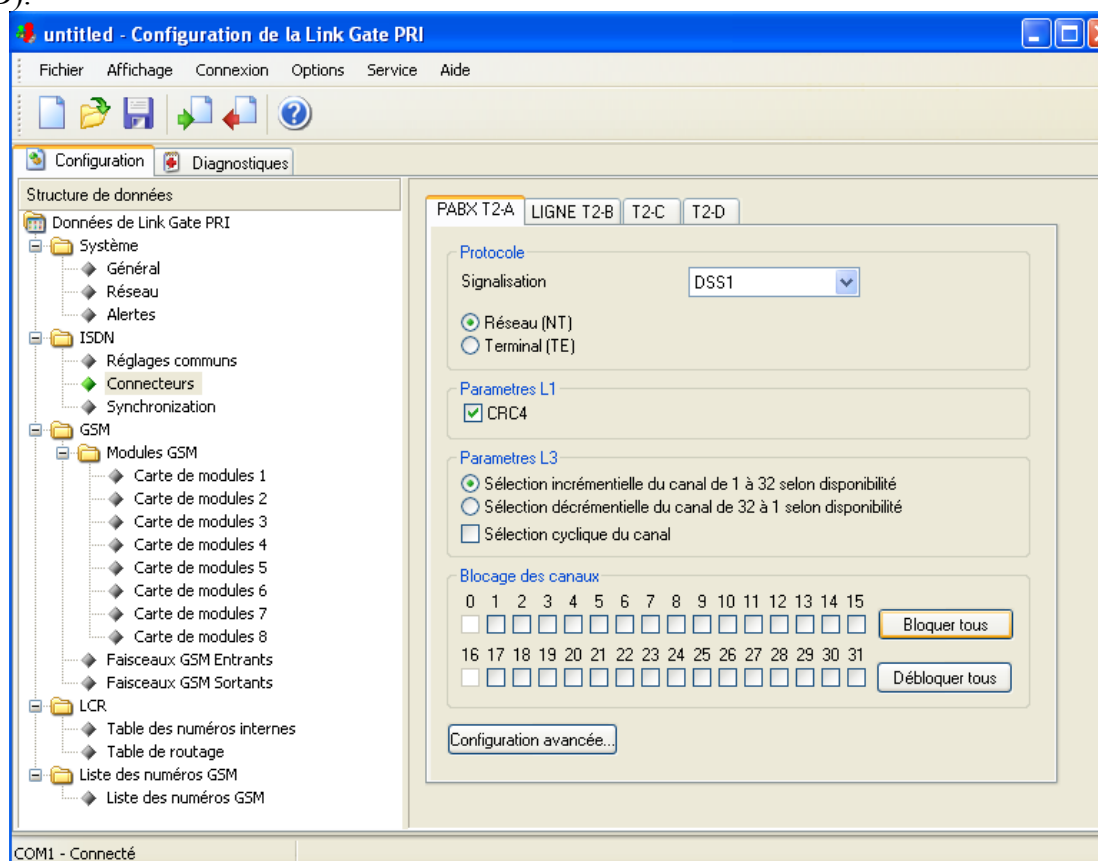 untitled - Configuration de la Link Gate PRI
Fichier Affichage Connexion Options Service Aide
Configuration Diagnostiques
Structure de données
Données de Link Gate PRI
Système
Général
Réseau
Alertes
ISDN
Réglages communs
Connecteurs
Synchronization
GSM
Modules GSM
Carte de modules 1
Carte de modules 2
Carte de modules 3
Carte de modules 4
Carte de modules 5
Carte de modules 6
Carte de modules 7
Carte de modules 8
Faisceaux GSM Entrants
Faisceaux GSM Sortants
LCR
Table des numéros internes
Table de routage
Liste des numéros GSM
Liste des numéros GSM
PABX T2-A LIGNE T2-B T2-C T2-D
Protocole
Signalisation DSS1
Réseau (NT)
Terminal (TE)
Parametres L1
CRC4
Parametres L3
Sélection incrémentielle du canal de 1 à 32 selon disponibilité
Sélection décrémentielle du canal de 32 à 1 selon disponibilité
Sélection cyclique du canal
Blocage des canaux
0 1 2 3 4 5 6 7 8 9 10 11 12 13 14 15
Bloquer tous
16 17 18 19 20 21 22 23 24 25 26 27 28 29 30 31
Débloquer tous
Configuration avancée...
COM1 - Connecté